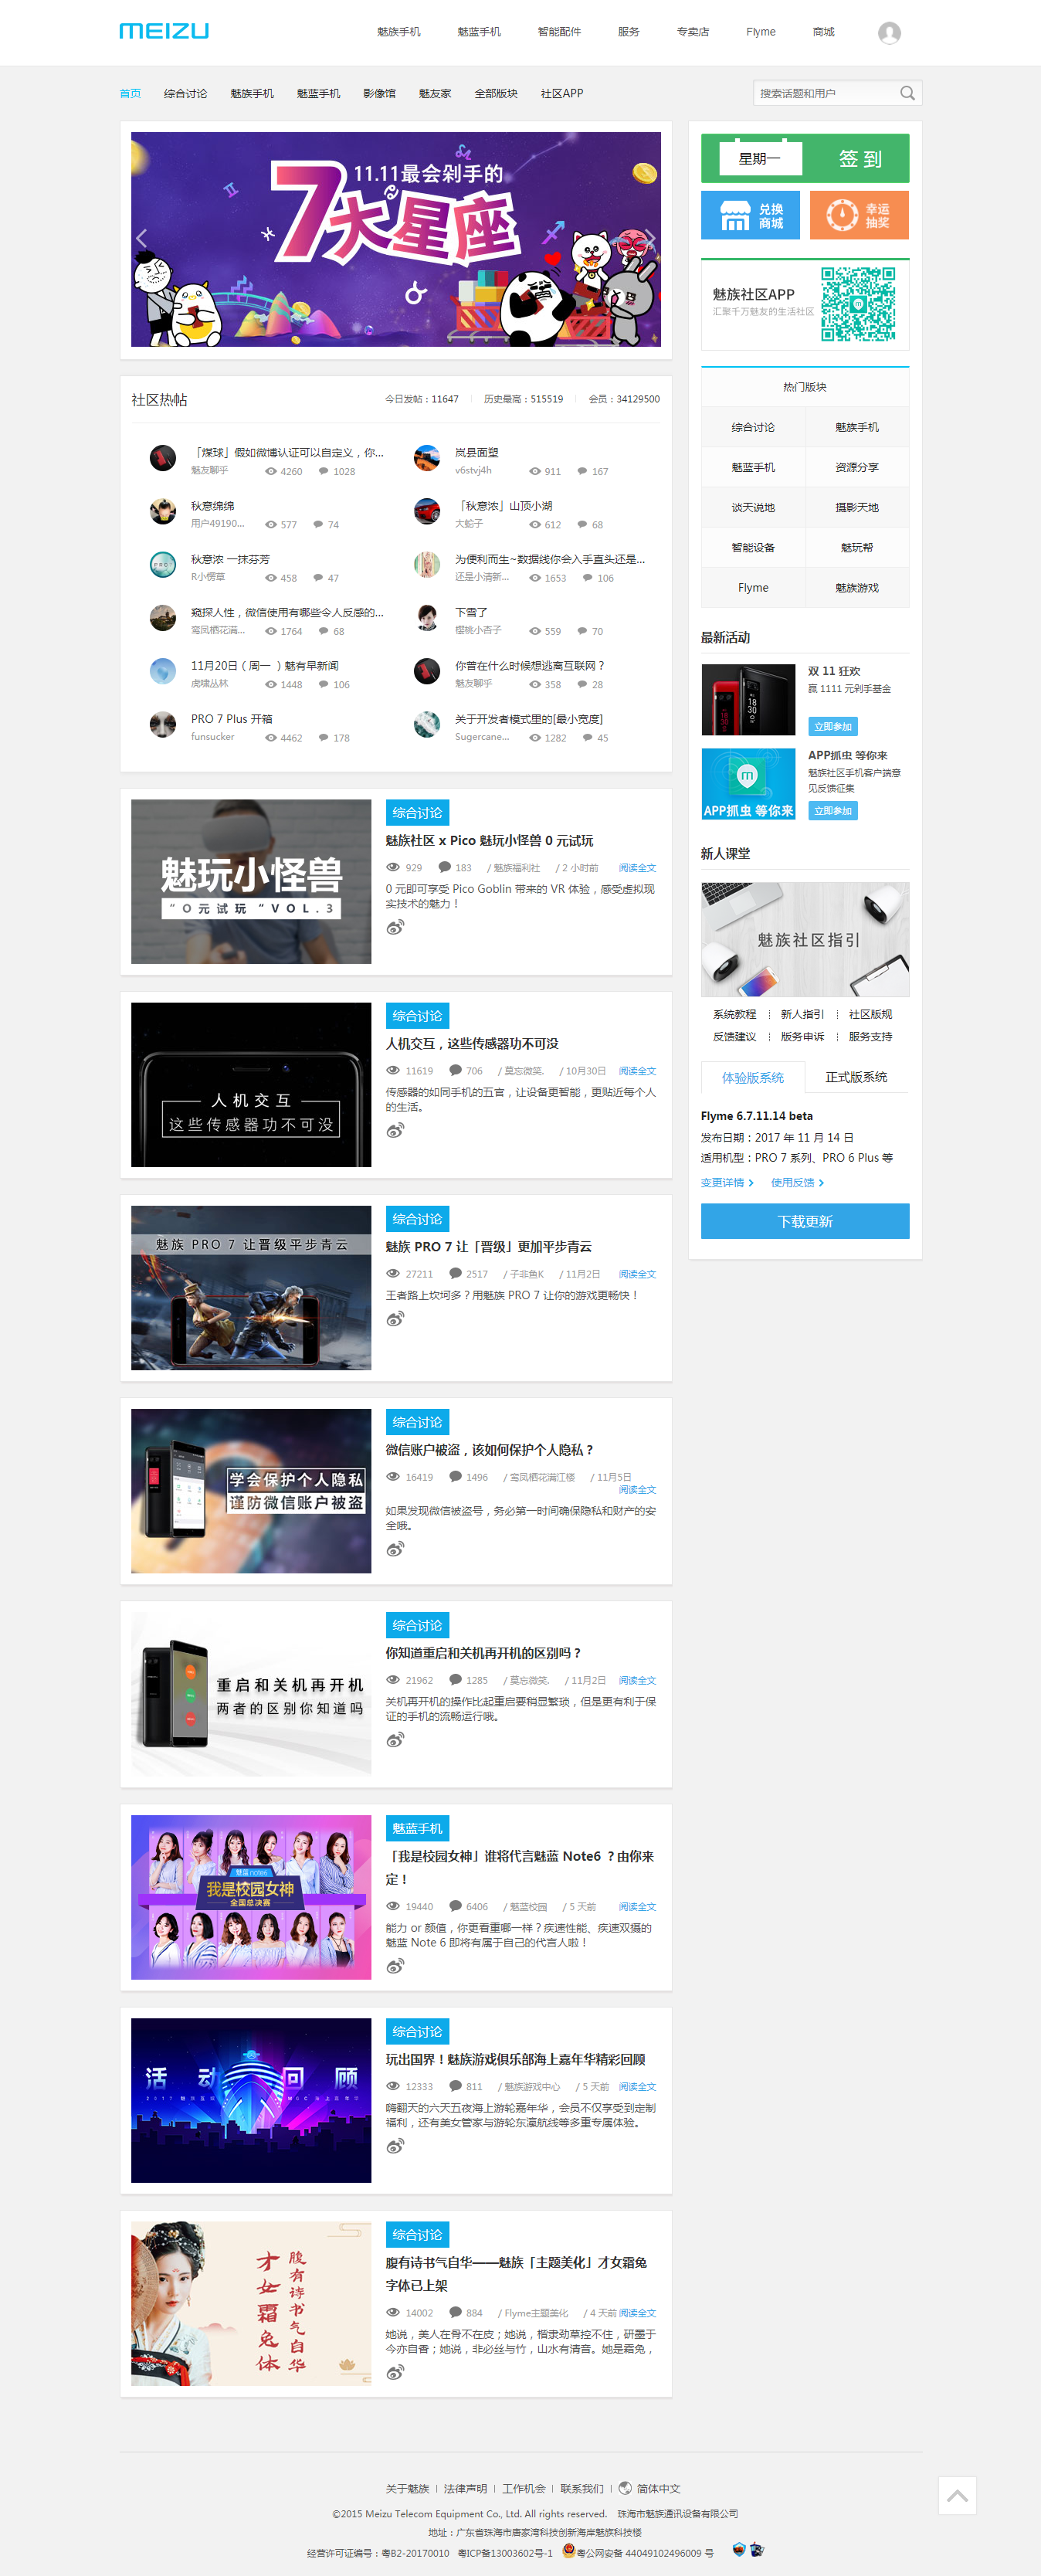 MEIZU
魅族手机 魅蓝手机 智能配件 服务 专卖店 Flyme 商城
首页 综合讨论 魅族手机 魅蓝手机 影像馆 魅友家 全部版块 社区APP
搜索话题和用户
11.11最会剁手的
7大星座
社区热帖
今日发帖：11647 历史最高：515519 会员：34129500
「煤球」假如微博认证可以自定义，你...
魅友聊乎 4260 1028
岚县面塑
v6stvj4h 911 167
秋意绵绵
用户49190... 577 74
「秋意浓」山顶小湖
大蛤子 612 68
秋意浓 一抹芬芳
R小愣草 458 47
为便利而生~数据线你会入手直头还是...
还是小清新... 1653 106
窥探人性，微信使用有哪些令人反感的...
鸾凤栖花满... 1764 68
下雪了
樱桃小杏子 559 70
11月20日（周一 ）魅有早新闻
虎啸丛林 1448 106
你曾在什么时候想逃离互联网？
魅友聊乎 358 28
PRO 7 Plus 开箱
funsucker 4462 178
关于开发者模式里的[最小宽度]
Sugercane... 1282 45
魅玩小怪兽
“0元试玩“VOL.3
综合讨论
魅族社区 x Pico 魅玩小怪兽 0 元试玩
929 183 / 魅族福利社 / 2 小时前 阅读全文
0 元即可享受 Pico Goblin 带来的 VR 体验，感受虚拟现
实技术的魅力！
人机交互
这些传感器功不可没
综合讨论
人机交互，这些传感器功不可没
11619 706 / 莫忘微笑. / 10月30日 阅读全文
传感器的如同手机的五官，让设备更智能，更贴近每个人
的生活。
魅族 PRO 7 让晋级平步青云
综合讨论
魅族 PRO 7 让「晋级」更加平步青云
27211 2517 / 子非鱼K / 11月2日 阅读全文
王者路上坎坷多？用魅族 PRO 7 让你的游戏更畅快！
学会保护个人隐私
谨防微信账户被盗
综合讨论
微信账户被盗，该如何保护个人隐私？
16419 1496 / 鸾凤栖花满江楼 / 11月5日
阅读全文
如果发现微信被盗号，务必第一时间确保隐私和财产的安
全哦。
重启和关机再开机
两者的区别你知道吗
综合讨论
你知道重启和关机再开机的区别吗？
21962 1285 / 莫忘微笑. / 11月2日 阅读全文
关机再开机的操作比起重启要稍显繁琐，但是更有利于保
证的手机的流畅运行哦。
魅蓝note6
我是校园女神
全国总决赛
魅蓝手机
「我是校园女神」谁将代言魅蓝 Note6 ？由你来
定！
19440 6406 / 魅蓝校园 / 5 天前 阅读全文
能力 or 颜值，你更看重哪一样？疾速性能、疾速双摄的
魅蓝 Note 6 即将有属于自己的代言人啦！
活动回顾
综合讨论
玩出国界！魅族游戏俱乐部海上嘉年华精彩回顾
12333 811 / 魅族游戏中心 / 5 天前 阅读全文
嗨翻天的六天五夜海上游轮嘉年华，会员不仅享受到定制
福利，还有美女管家与游轮东瀛航线等多重专属体验。
腹有诗书气自华
才女霜兔体
综合讨论
腹有诗书气自华——魅族「主题美化」才女霜兔
字体已上架
14002 884 / Flyme主题美化 / 4 天前 阅读全文
她说，美人在骨不在皮；她说，楷隶劲草控不住，研墨于
今亦自香；她说，非必丝与竹，山水有清音。她是霜兔，
星期一 签到
兑换
商城
幸运
抽奖
魅族社区APP
汇聚千万魅友的生活社区
热门版块
综合讨论 魅族手机
魅蓝手机 资源分享
谈天说地 摄影天地
智能设备 魅玩帮
Flyme 魅族游戏
最新活动
双 11 狂欢
赢 1111 元剁手基金
立即参加
APP抓虫 等你来
APP抓虫 等你来
魅族社区手机客户端意
见反馈征集
立即参加
新人课堂
魅族社区指引
系统教程 新人指引 社区版规
反馈建议 版务申诉 服务支持
体验版系统 正式版系统
Flyme 6.7.11.14 beta
发布日期：2017 年 11 月 14 日
适用机型：PRO 7 系列、PRO 6 Plus 等
变更详情 使用反馈
下载更新
关于魅族 法律声明 工作机会 联系我们 简体中文
©2015 Meizu Telecom Equipment Co., Ltd. All rights reserved. 珠海市魅族通讯设备有限公司
地址：广东省珠海市唐家湾科技创新海岸魅族科技楼
经营许可证编号：粤B2-20170010 粤ICP备13003602号-1 粤公网安备 44049102496009 号